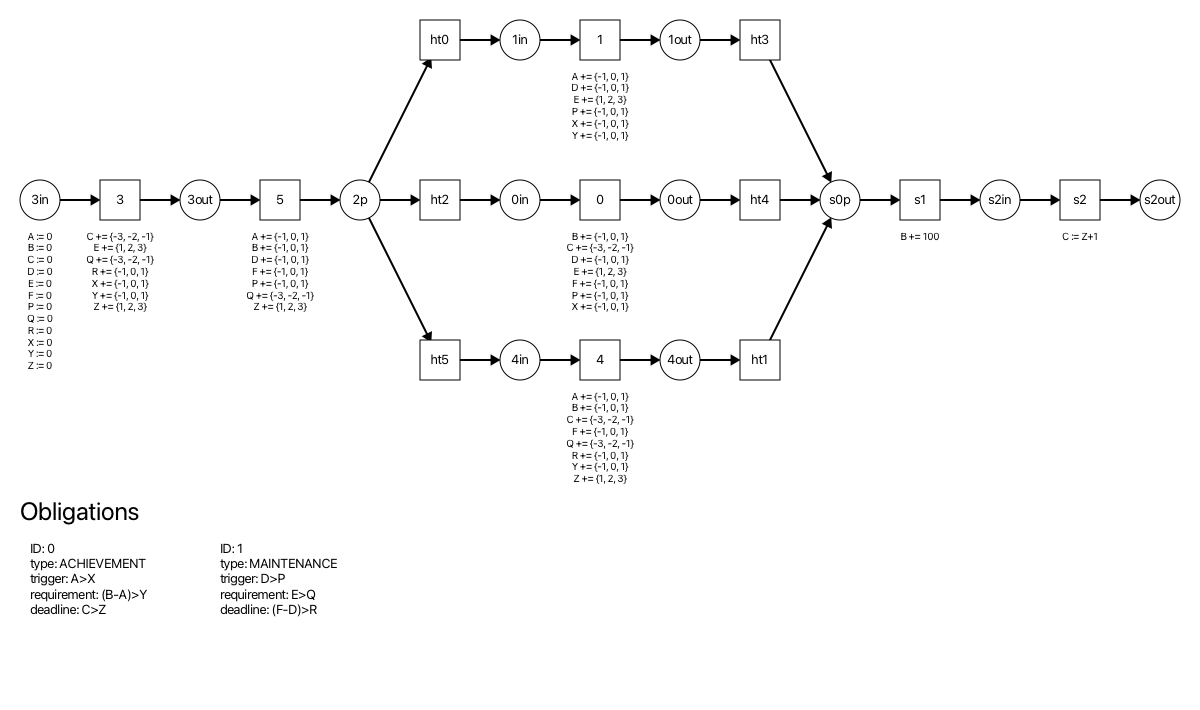 ht0 1in 1 1out ht3
A += {-1, 0, 1}
D += {-1, 0, 1}
E += {1, 2, 3}
P += {-1, 0, 1}
X += {-1, 0, 1}
Y += {-1, 0, 1}
3in 3 3out 5 2p ht2 0in 0 0out ht4 s0p s1 s2in s2 s2out
A := 0
B := 0
C := 0
D := 0
E := 0
F := 0
P := 0
Q := 0
R := 0
X := 0
Y := 0
Z := 0
C += {-3, -2, -1}
E += {1, 2, 3}
Q += {-3, -2, -1}
R += {-1, 0, 1}
X += {-1, 0, 1}
Y += {-1, 0, 1}
Z += {1, 2, 3}
A += {-1, 0, 1}
B += {-1, 0, 1}
D += {-1, 0, 1}
F += {-1, 0, 1}
P += {-1, 0, 1}
Q += {-3, -2, -1}
Z += {1, 2, 3}
B += {-1, 0, 1}
C += {-3, -2, -1}
D += {-1, 0, 1}
E += {1, 2, 3}
F += {-1, 0, 1}
P += {-1, 0, 1}
X += {-1, 0, 1}
B += 100
C := Z+1
ht5 4in 4 4out ht1
A += {-1, 0, 1}
B += {-1, 0, 1}
C += {-3, -2, -1}
F += {-1, 0, 1}
Q += {-3, -2, -1}
R += {-1, 0, 1}
Y += {-1, 0, 1}
Z += {1, 2, 3}
Obligations
ID: 0
type: ACHIEVEMENT
trigger: A>X
requirement: (B-A)>Y
deadline: C>Z
ID: 1
type: MAINTENANCE
trigger: D>P
requirement: E>Q
deadline: (F-D)>R